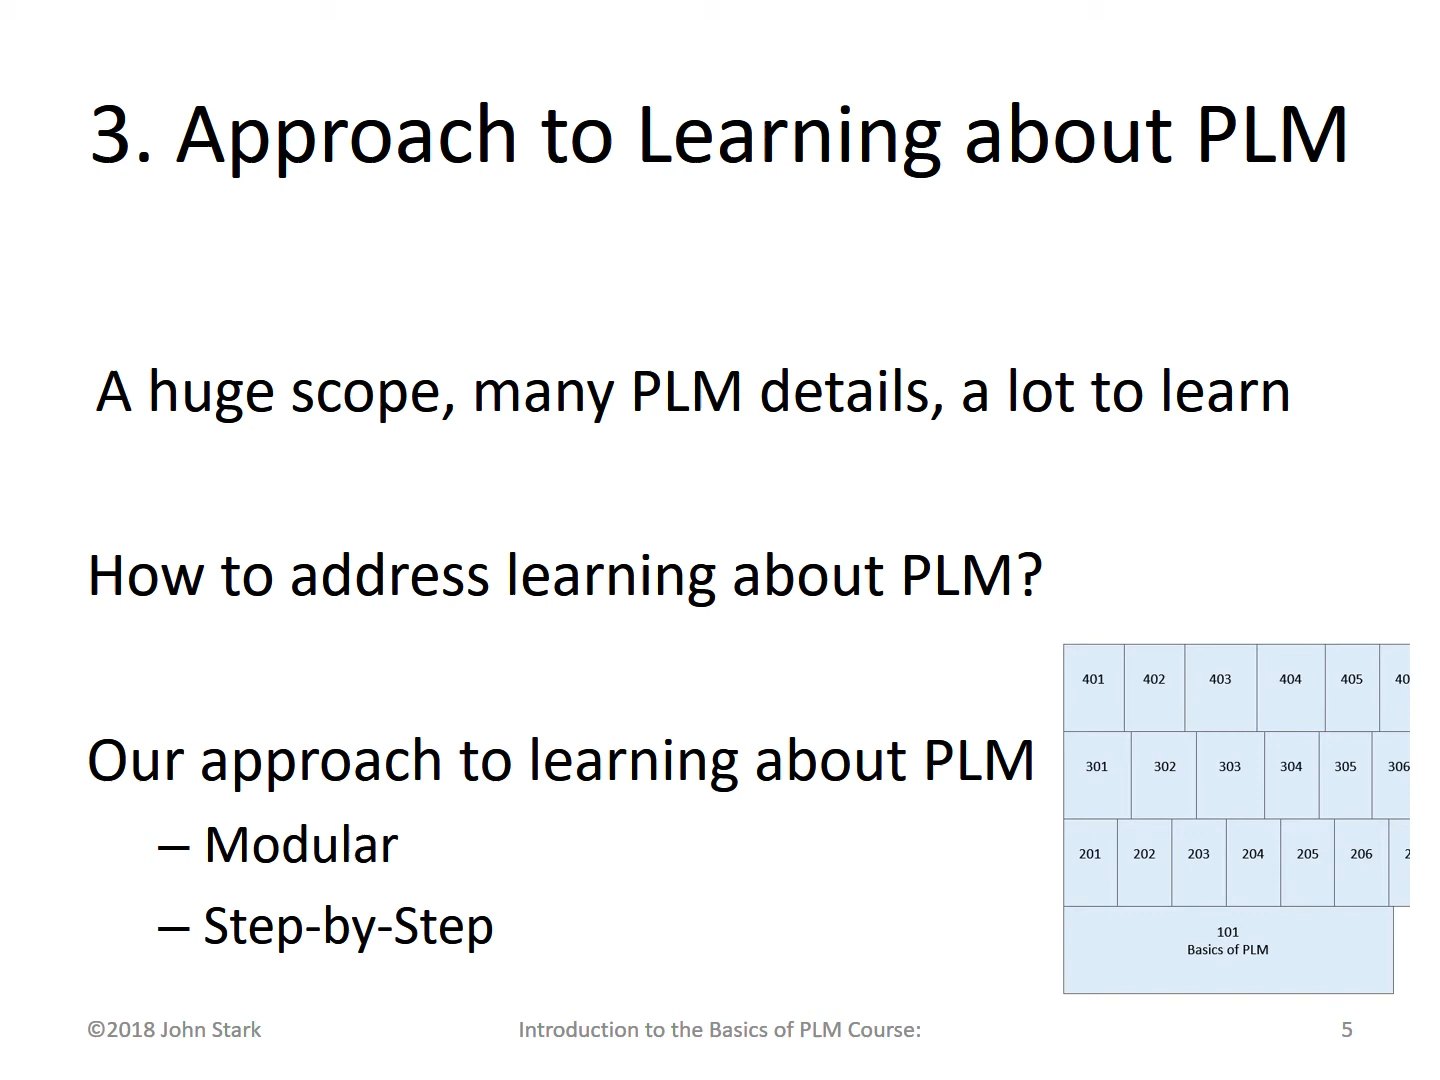 3. Approach to Learning about PLM
A huge scope, many PLM details, a lot to learn
How to address learning about PLM?
Our approach to learning about PLM
– Modular
– Step-by-Step
401 402 403 404 405 40
301 302 303 304 305 306
201 202 203 204 205 206 2
101
Basics of PLM
©2018 John Stark
Introduction to the Basics of PLM Course:
5